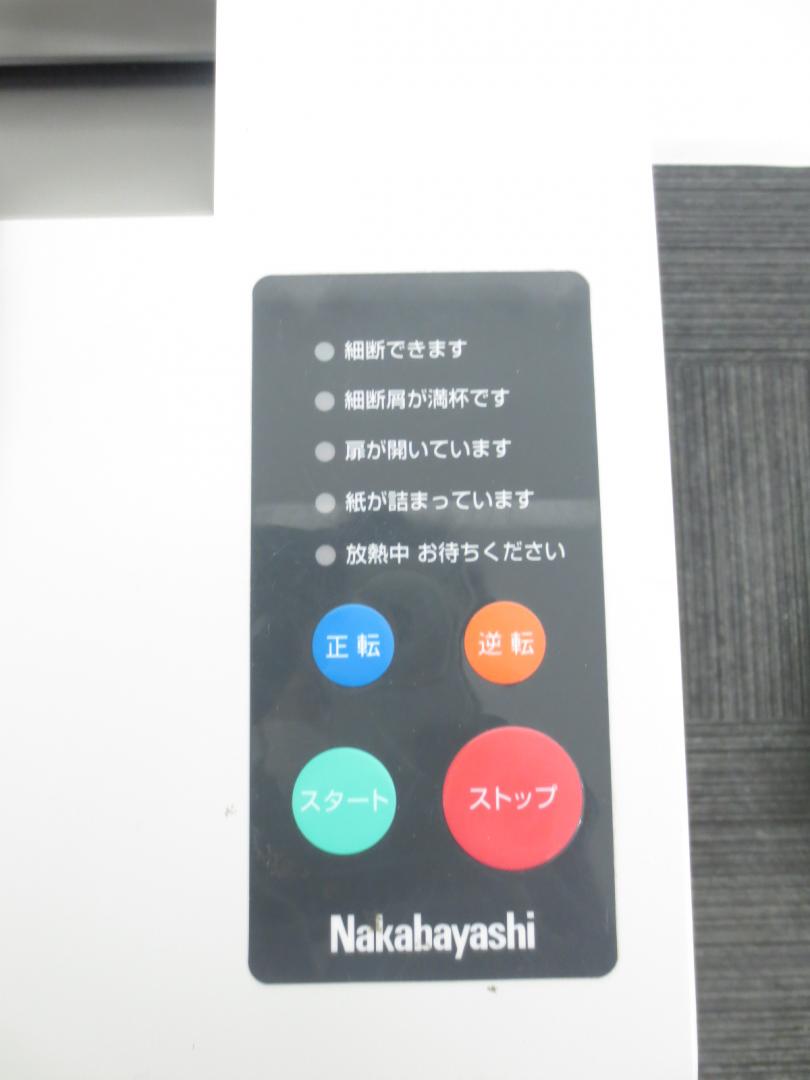 細断できます
細断屑が満杯です
扉が開いています
紙が詰まっています
放熱中 お待ちください
正転 逆転
スタート ストップ
Nakabayashi